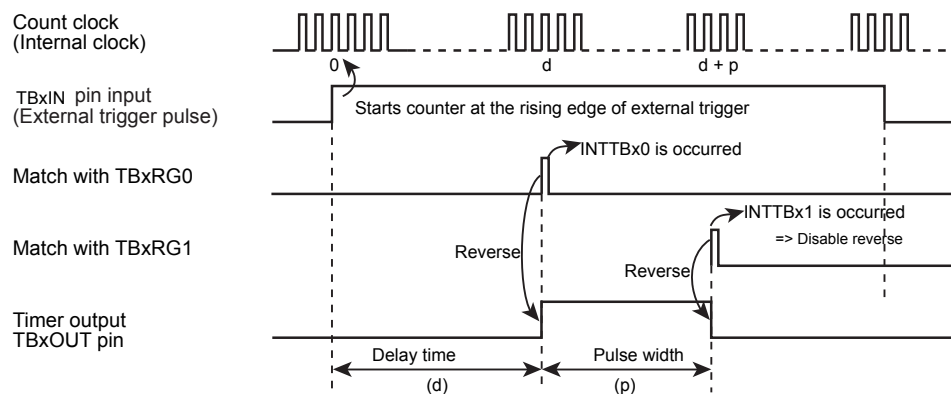 Count clock
(Internal clock)
0
d
d + p
TBxIN pin input
(External trigger pulse)
Starts counter at the rising edge of external trigger
INTTBx0 is occurred
Match with TBxRG0
INTTBx1 is occurred
=> Disable reverse
Match with TBxRG1
Reverse
Reverse
Timer output
TBxOUT pin
Delay time
(d)
Pulse width
(p)